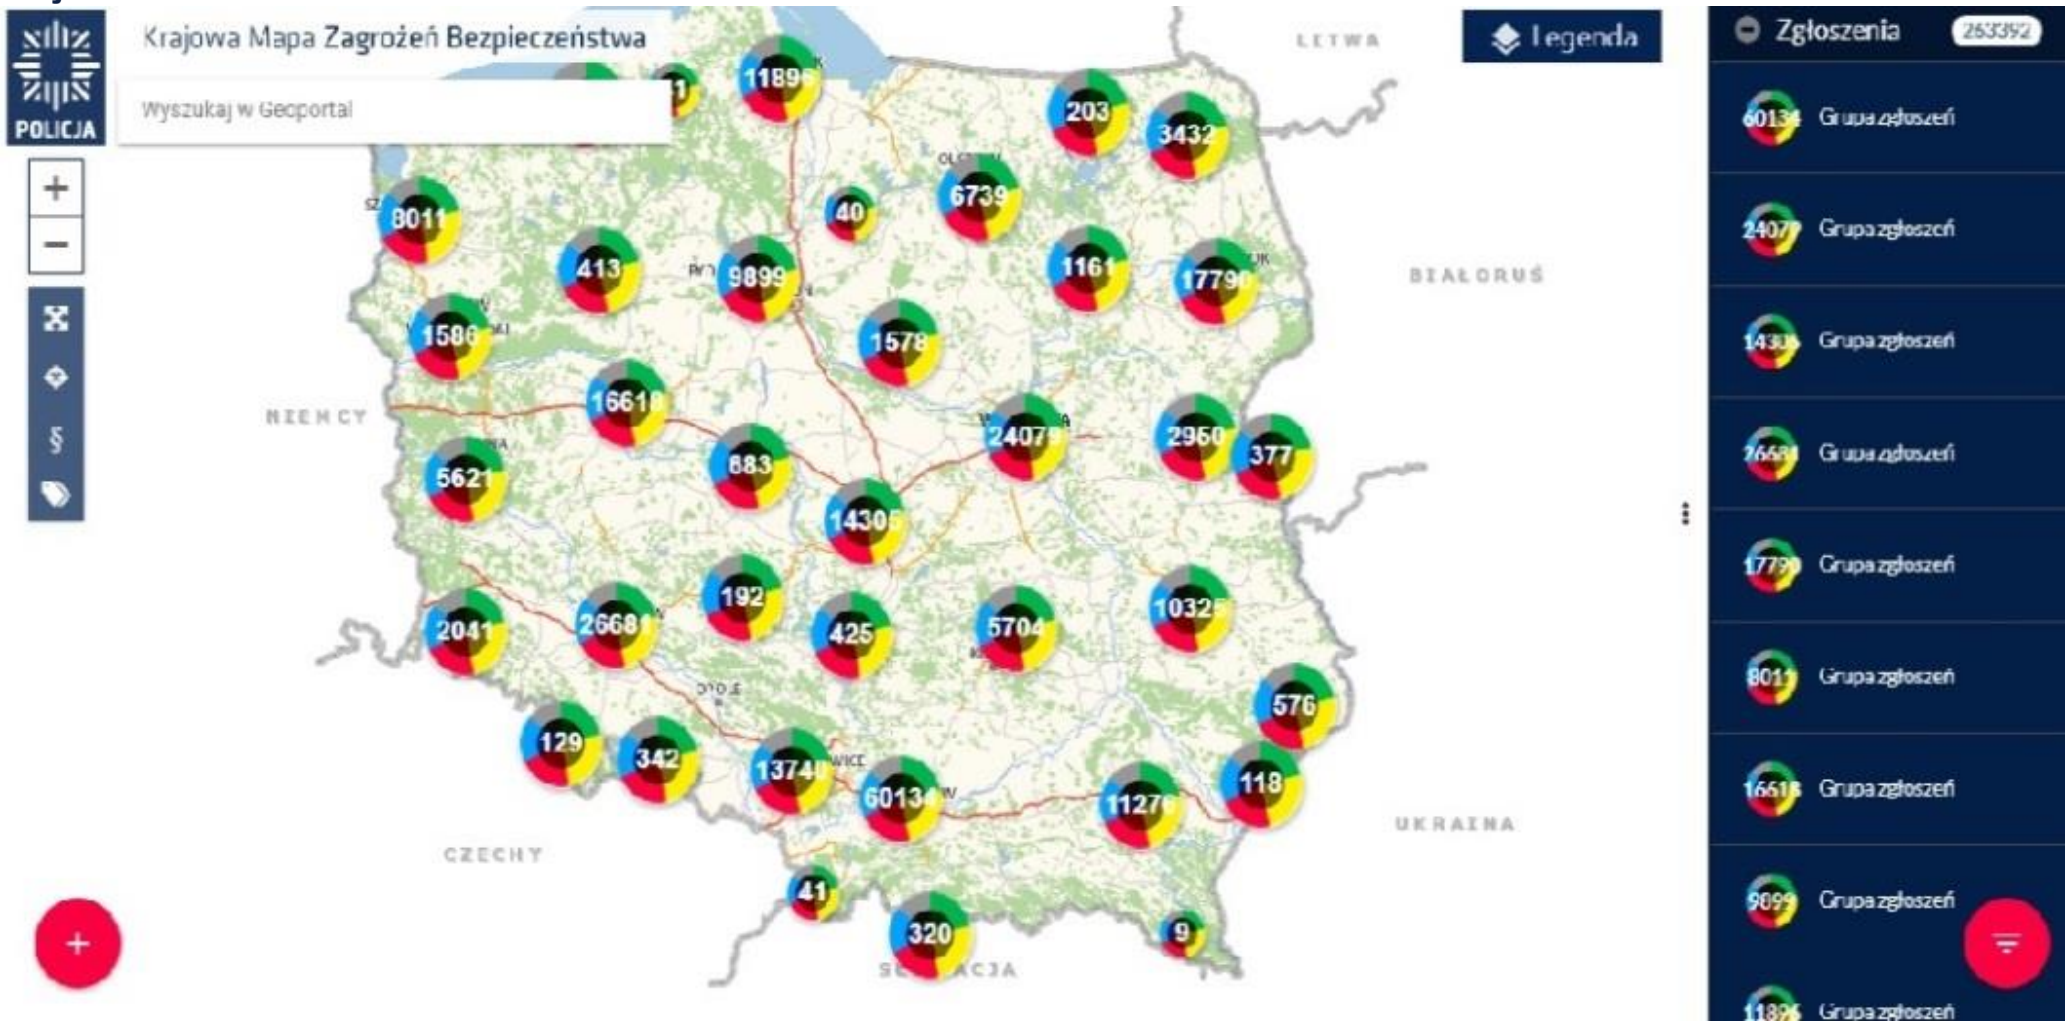 Krajowa Mapa Zagrożeń Bezpieczeństwa
POLICJA
Wyszukaj w Geoportal
Legenda
LITWA
BIAŁORUŚ
NIEMCY
CZECHY
UKRAINA
11896
203
3432
6739
40
8011
413
9899
1161
17790
1586
1578
16618
24079
2960
377
5621
883
14305
192
26681
425
5704
10325
2041
576
129
342
13740
60134
11276
118
41
320
9
§
Zgłoszenia 263392
60134 Grupa zgłoszeń
24079 Grupa zgłoszeń
14305 Grupa zgłoszeń
26681 Grupa zgłoszeń
17790 Grupa zgłoszeń
8011 Grupa zgłoszeń
16618 Grupa zgłoszeń
9899 Grupa zgłoszeń
11896 Grupa zgłoszeń